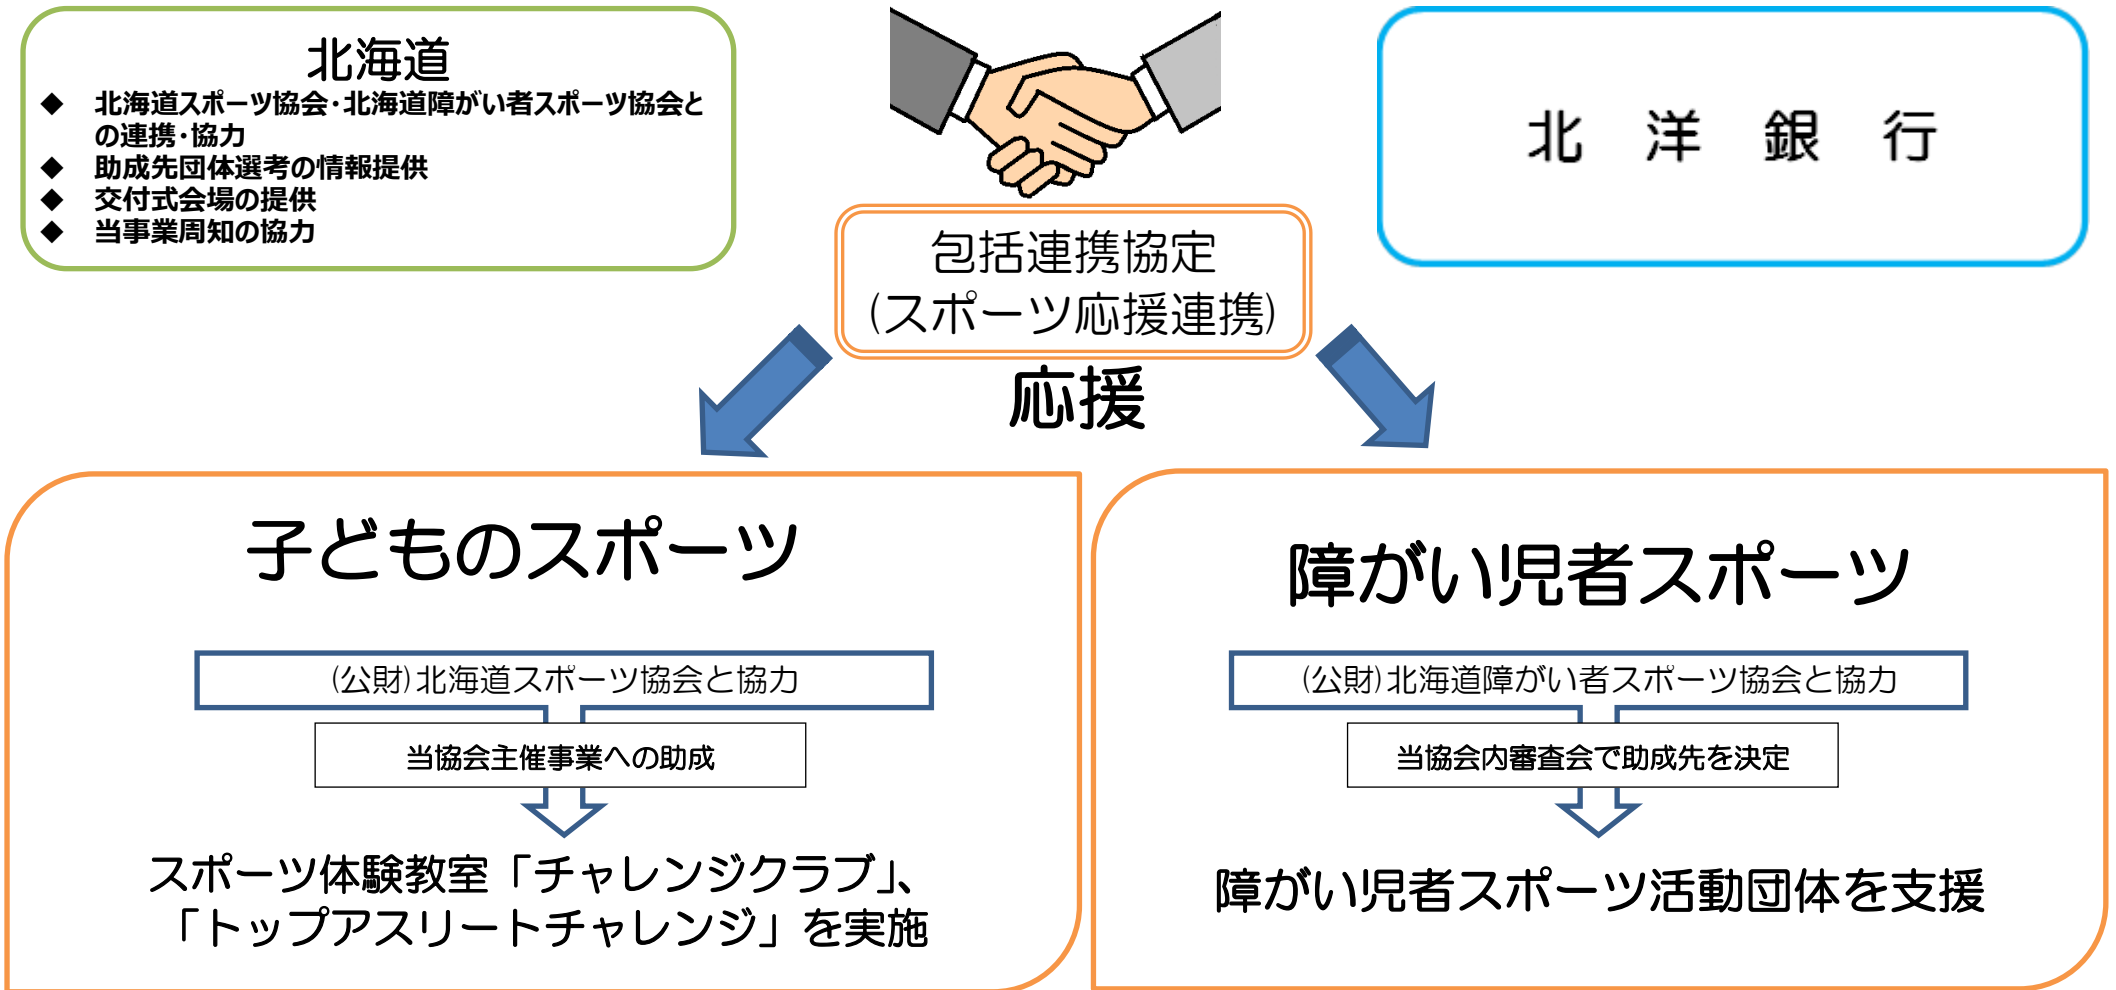 北海道
◆ 北海道スポーツ協会・北海道障がい者スポーツ協会と
の連携・協力
◆ 助成先団体選考の情報提供
◆ 交付式会場の提供
◆ 当事業周知の協力
北洋銀行
包括連携協定
(スポーツ応援連携)
応援
子どものスポーツ
(公財)北海道スポーツ協会と協力
当協会主催事業への助成
スポーツ体験教室「チャレンジクラブ」、
「トップアスリートチャレンジ」を実施
障がい児者スポーツ
(公財)北海道障がい者スポーツ協会と協力
当協会内審査会で助成先を決定
障がい児者スポーツ活動団体を支援